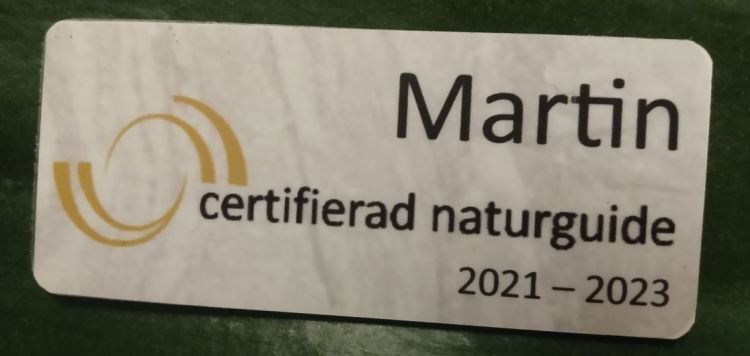 Martin
certifierad naturguide
2021 – 2023